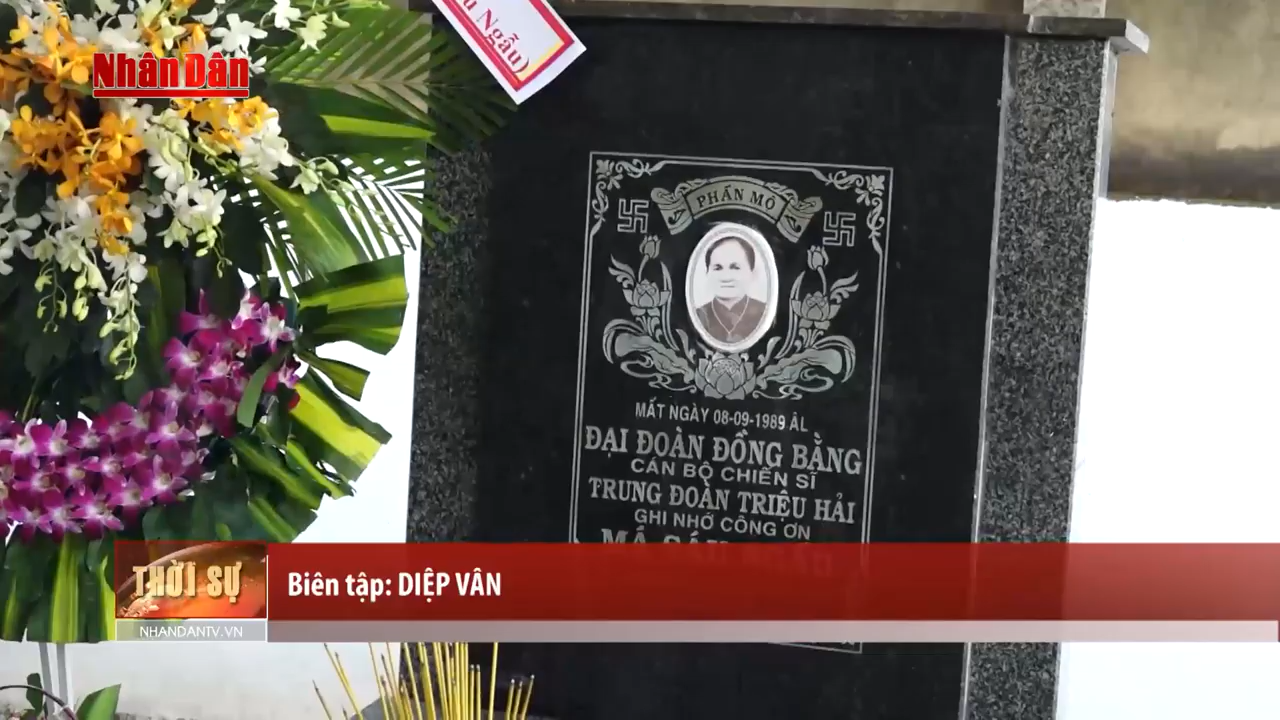 u Ngẫu)
Nhân Dân
PHẦN MỘ
MẤT NGÀY 08-09-1989 ÂL
ĐẠI ĐOÀN ĐỒNG BẰNG
CÁN BỘ CHIẾN SĨ
TRUNG ĐOÀN TRIỆU HẢI
GHI NHỚ CÔNG ƠN
THỜI SỰ
Biên tập: DIỆP VÂN
NHANDANTV.VN